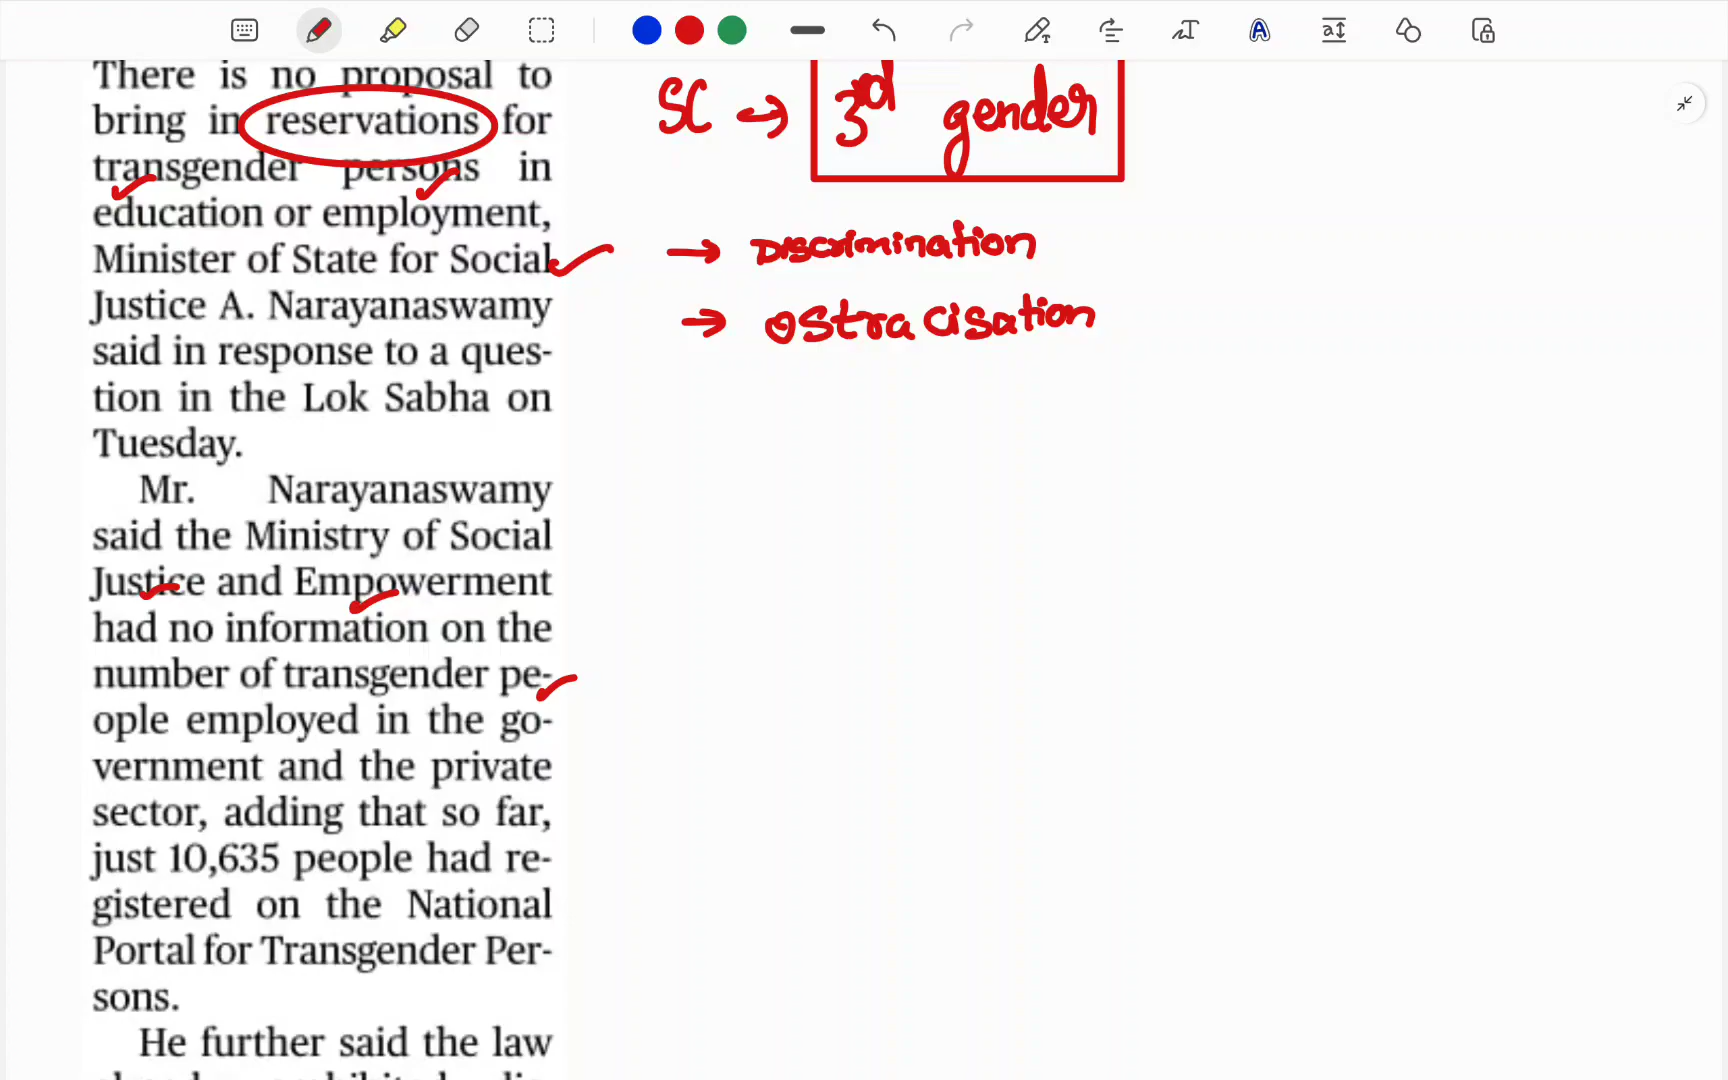 There is no proposal to
bring in reservations for
transgender persons in
education or employment,
Minister of State for Social
Justice A. Narayanaswamy
said in response to a ques-
tion in the Lok Sabha on
Tuesday.
Mr. Narayanaswamy
said the Ministry of Social
Justice and Empowerment
had no information on the
number of transgender pe-
ople employed in the go-
vernment and the private
sector, adding that so far,
just 10,635 people had re-
gistered on the National
Portal for Transgender Per-
sons.
He further said the law
SC → 3rd gender
→ Discrimination
→ Ostracisation